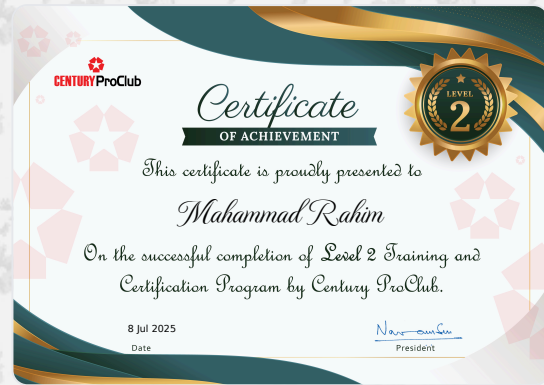 CENTURY ProClub
Certificate
OF ACHIEVEMENT
LEVEL
2
This certificate is proudly presented to
Mahammad Rahim
On the successful completion of Level 2 Training and
Certification Program by Century ProClub.
8 Jul 2025
Date
President